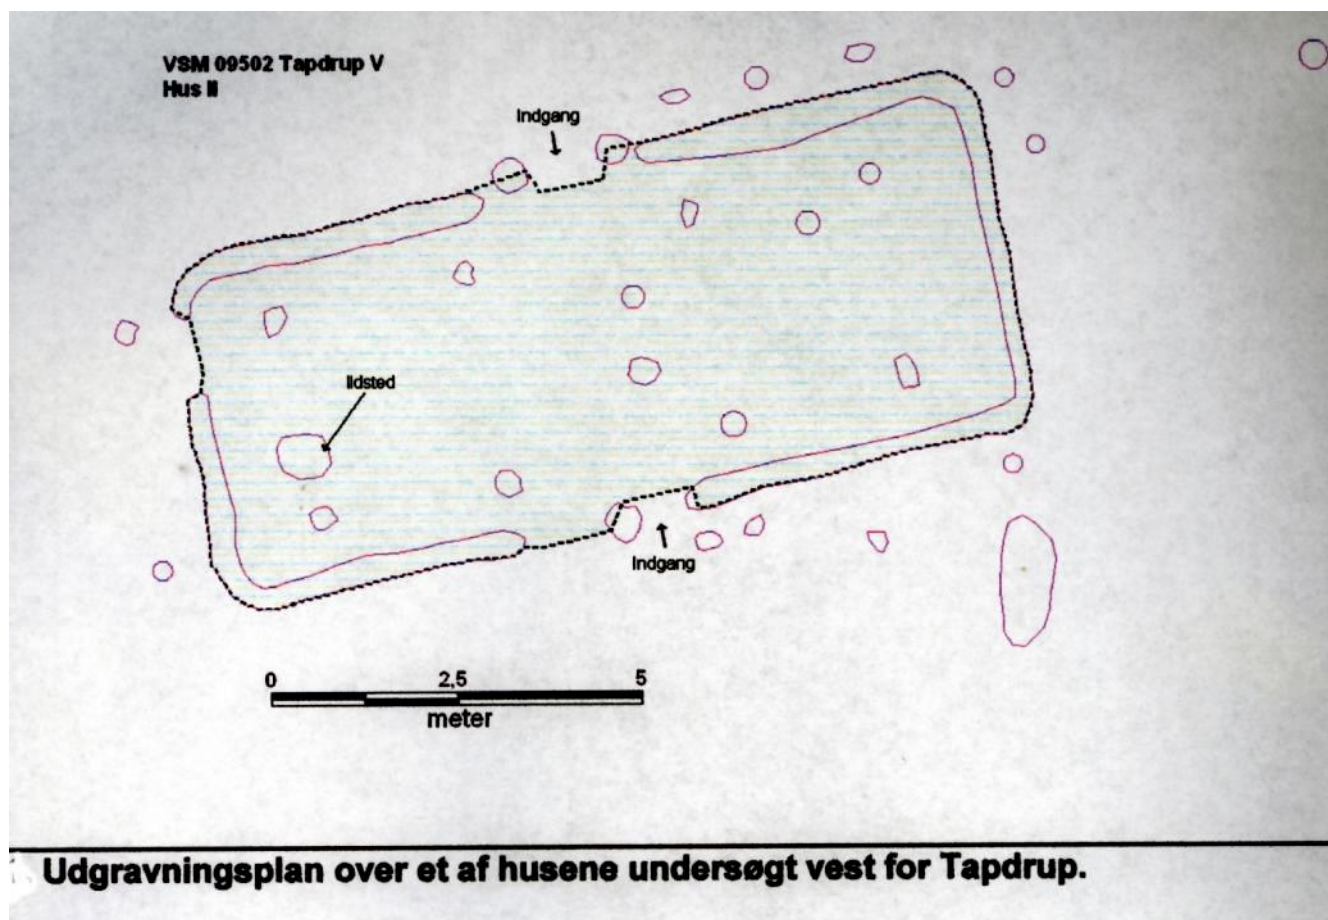 VSM 09502 Tapdrup V
Hus II
Indgang
Ildsted
Indgang
0 2,5 5
meter
Udgravningsplan over et af husene undersøgt vest for Tapdrup.